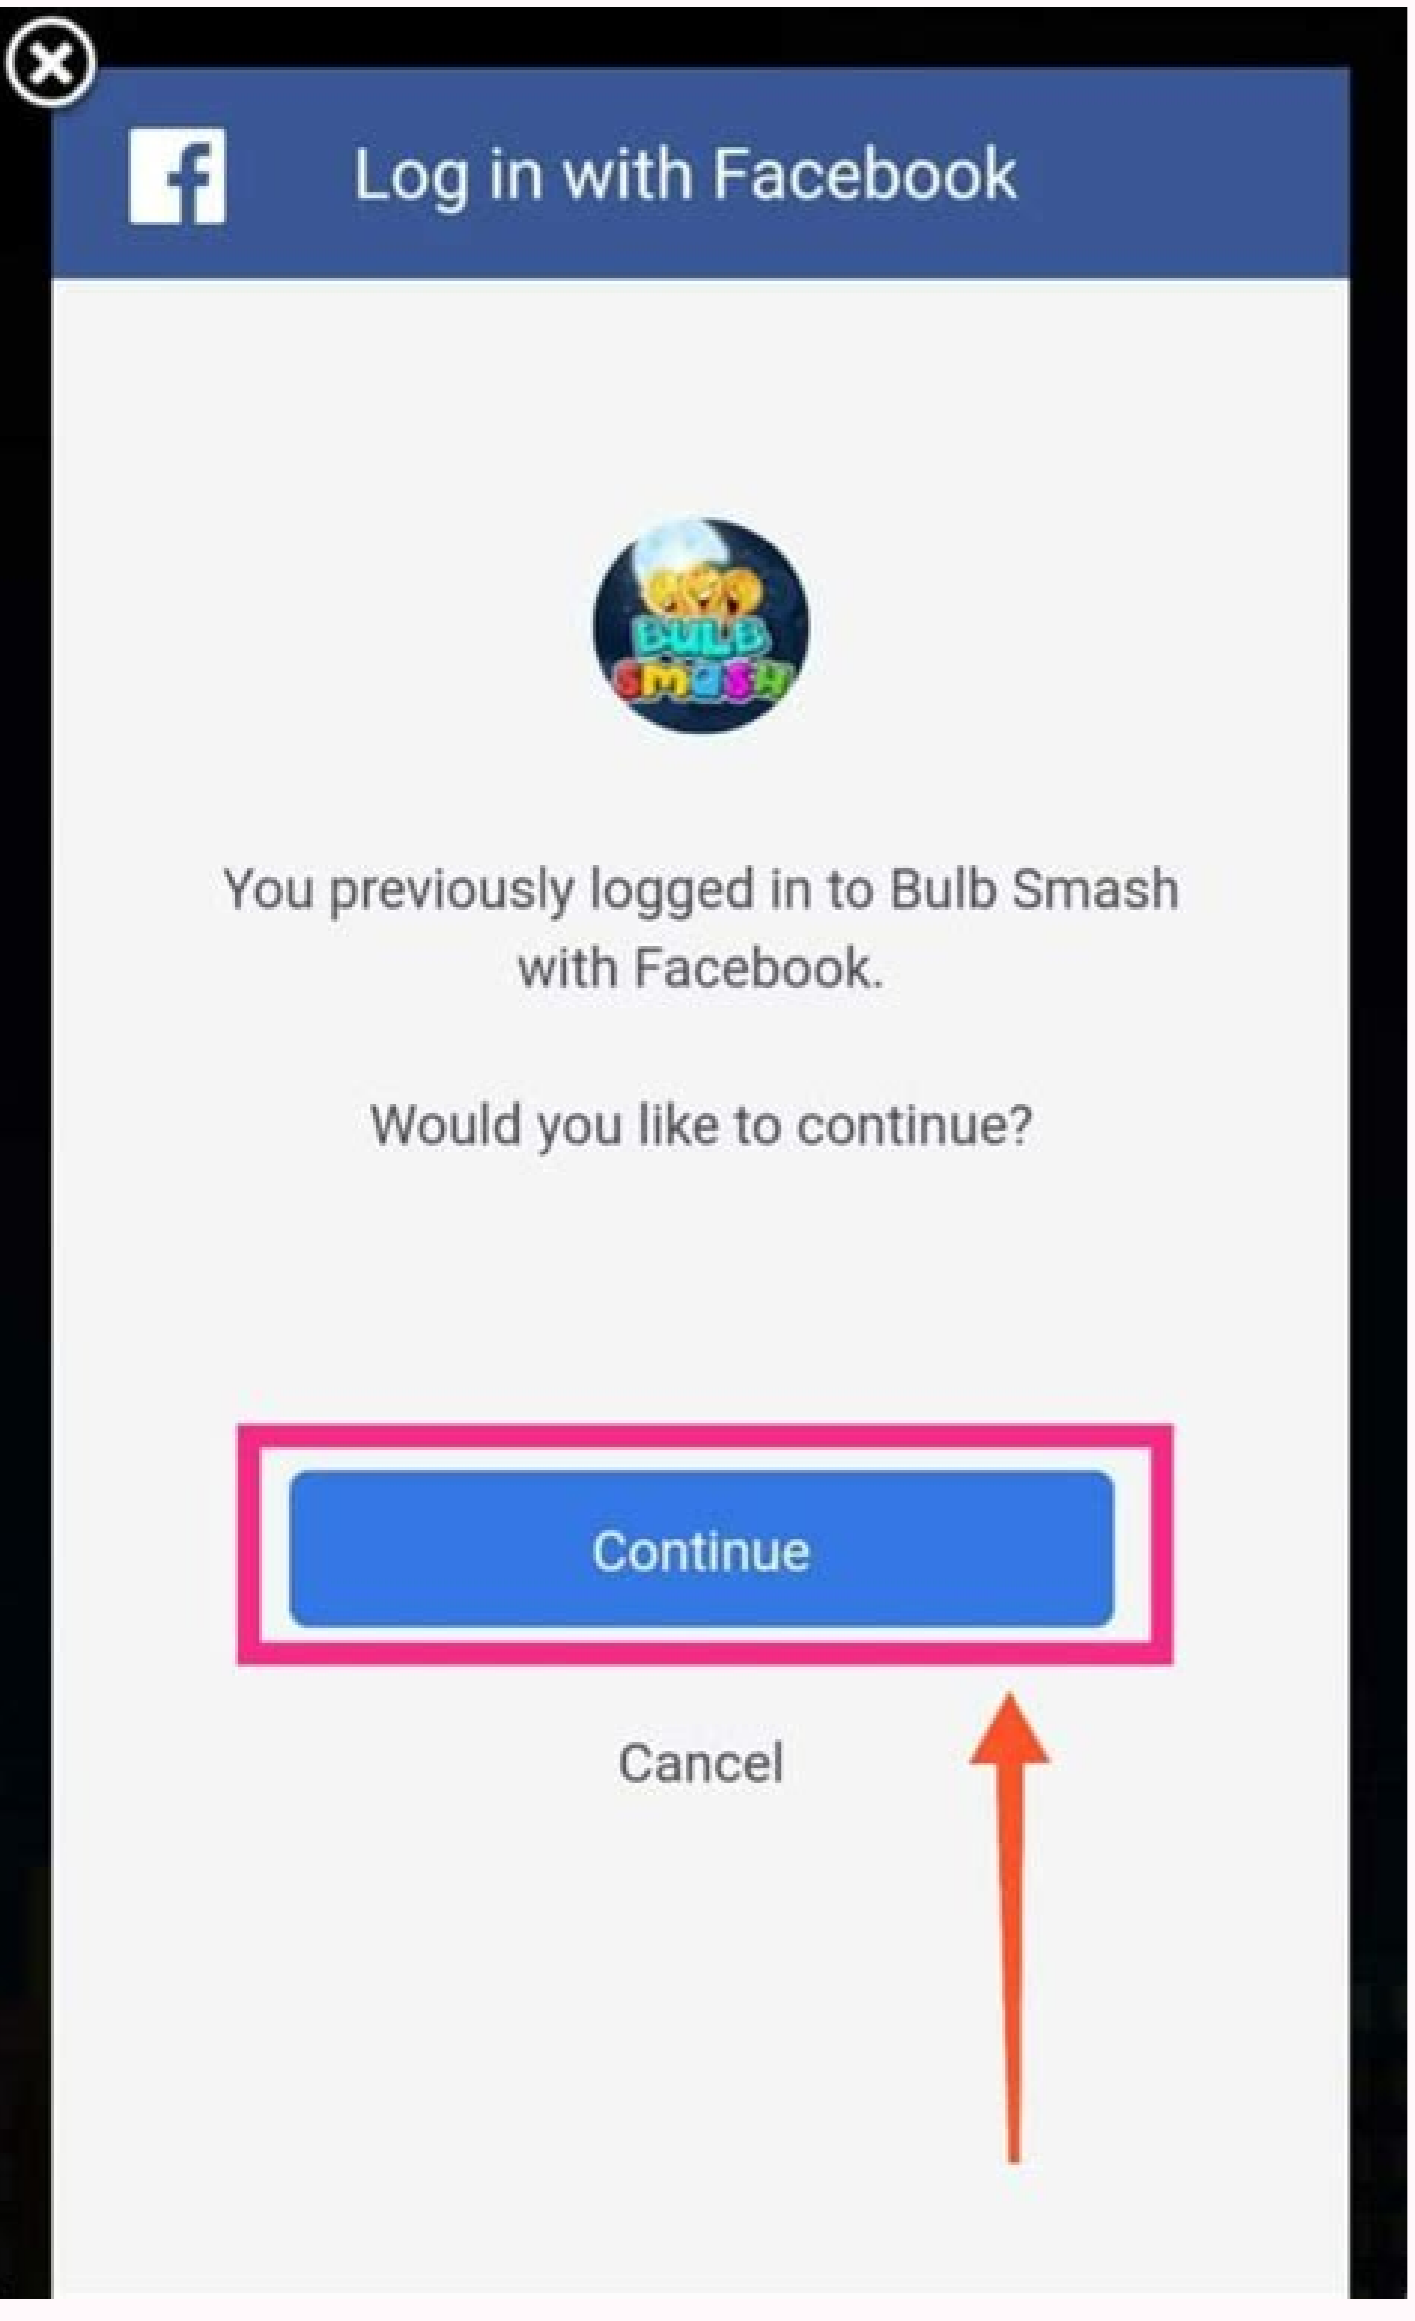 Log in with Facebook
BULB
SMASH
You previously logged in to Bulb Smash
with Facebook.
Would you like to continue?
Continue
Cancel